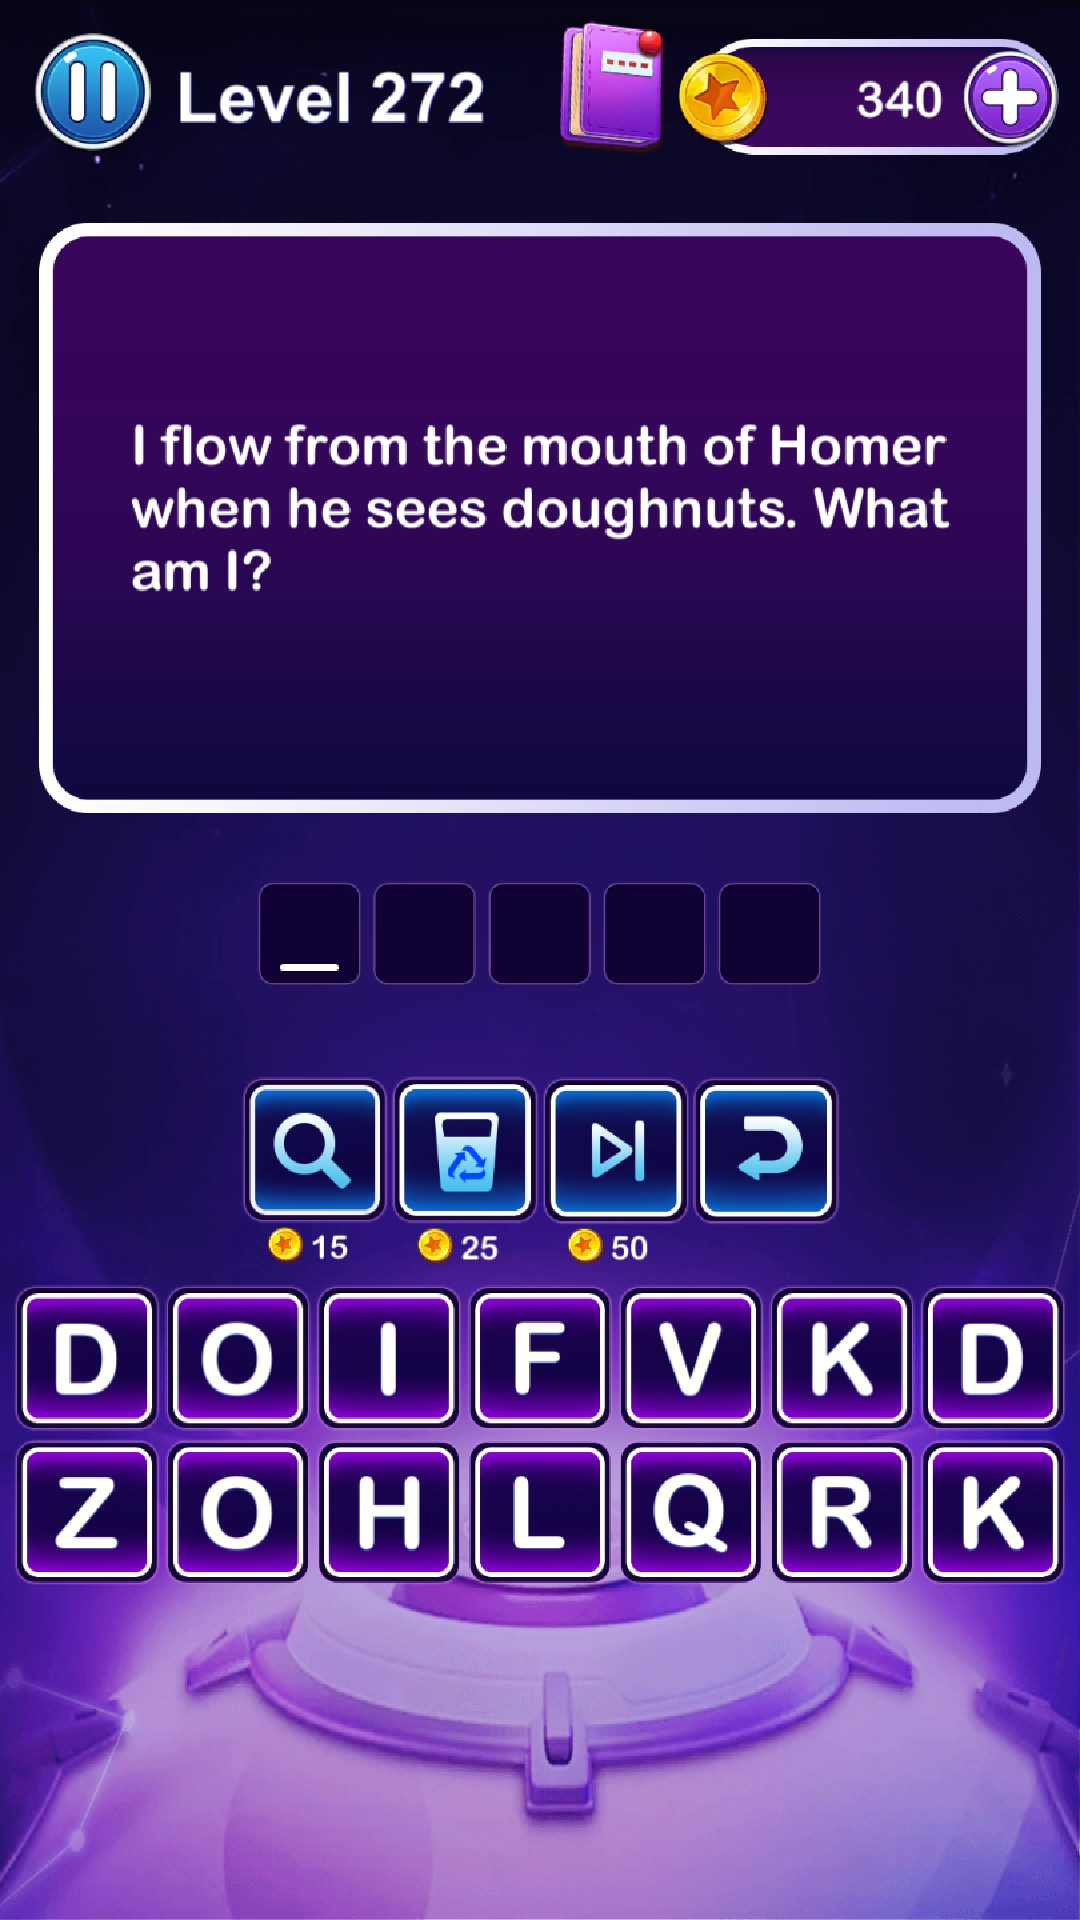 Level 272
340
I flow from the mouth of Homer
when he sees doughnuts. What
am I?
15 25 50
D O I F V K D
Z O H L Q R K